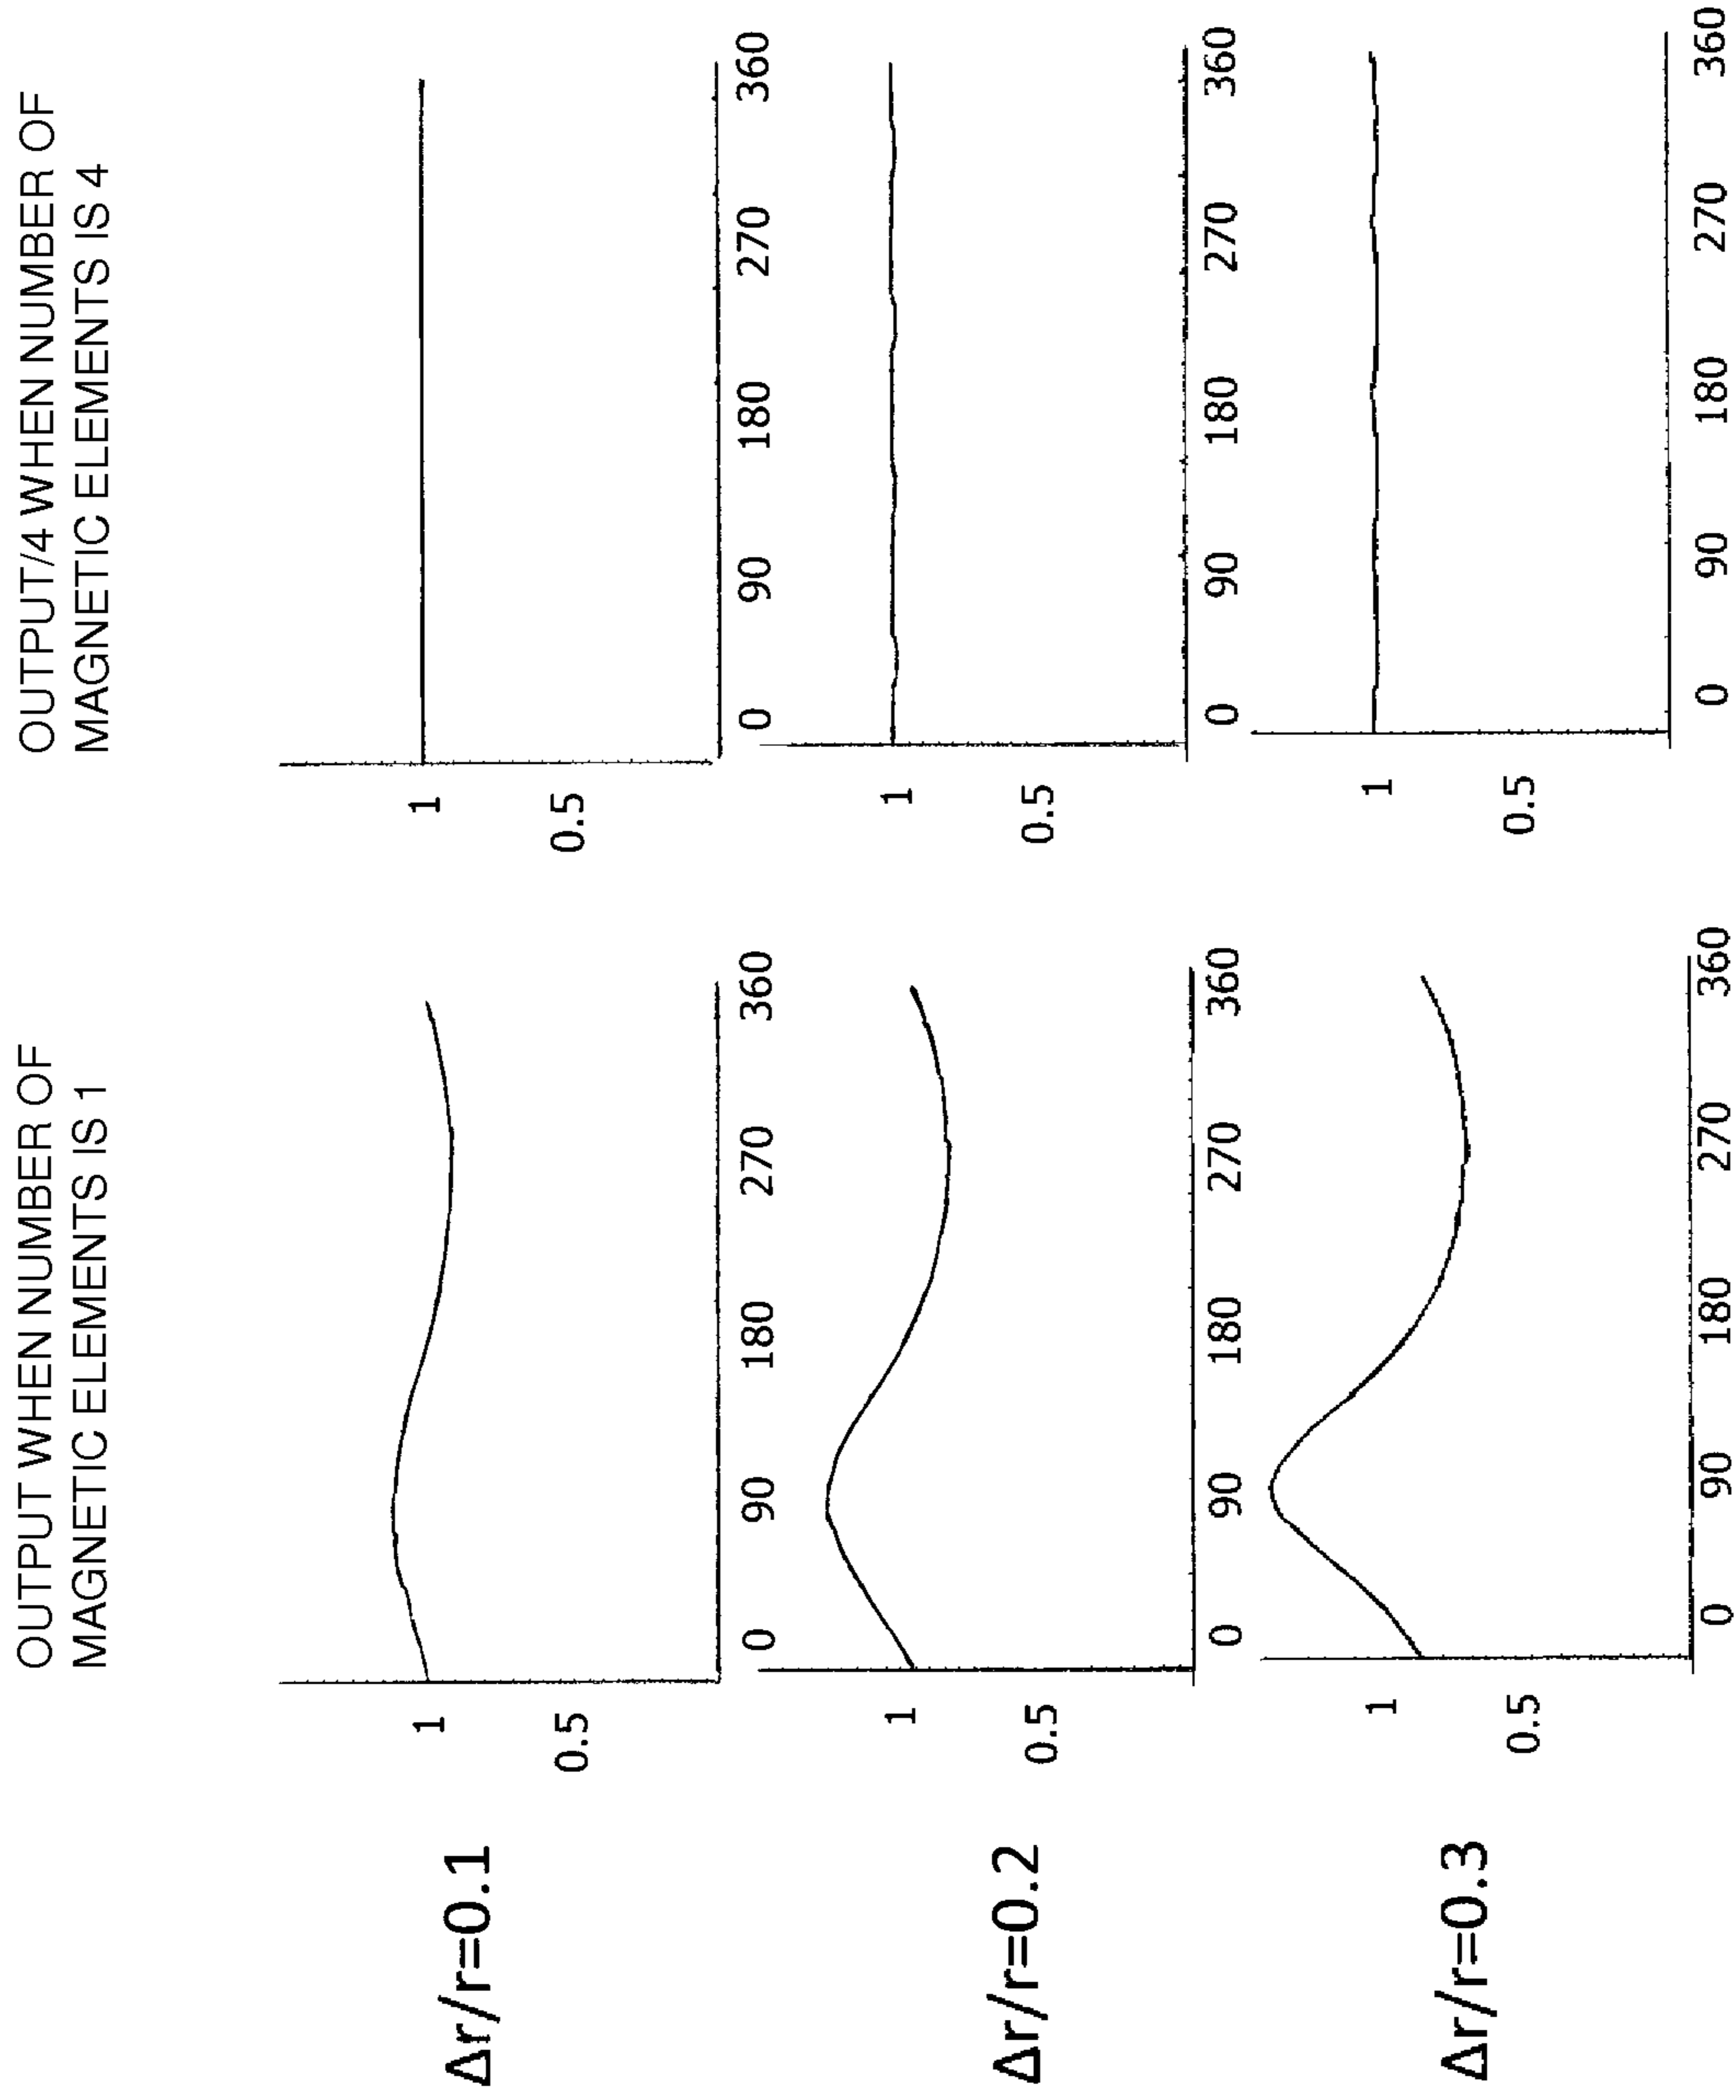 OUTPUT WHEN NUMBER OF
MAGNETIC ELEMENTS IS 1
OUTPUT/4 WHEN NUMBER OF
MAGNETIC ELEMENTS IS 4
Δr/r=0.1
1
0.5
0 90 180 270 360
1
0.5
0 90 180 270 360
Δr/r=0.2
1
0.5
0 90 180 270 360
1
0.5
0 90 180 270 360
Δr/r=0.3
1
0.5
0 90 180 270 360
1
0.5
0 90 180 270 360